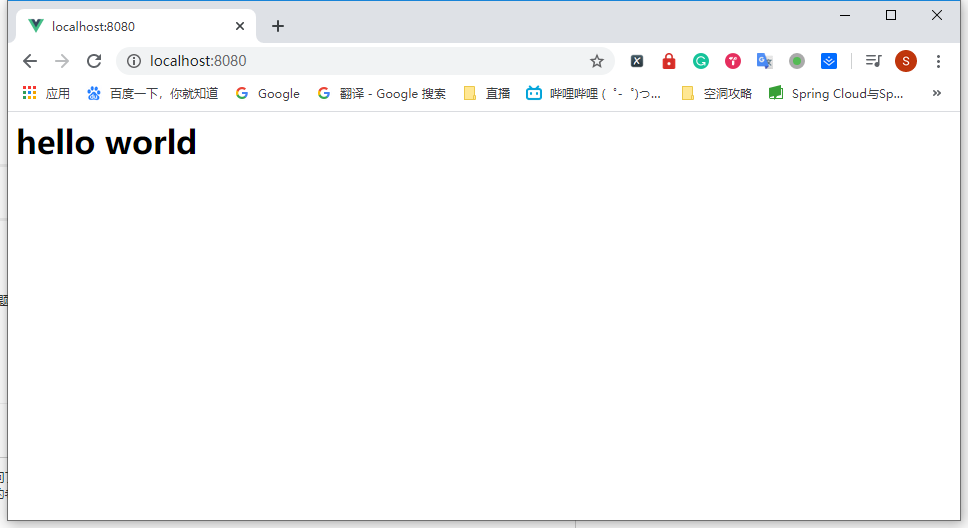 localhost:8080
localhost:8080
S
应用 百度一下，你就知道 Google 翻译 - Google 搜索 直播 哔哩哔哩 ( ゜- ゜)つ... 空洞攻略 Spring Cloud与Sp...
hello world
题